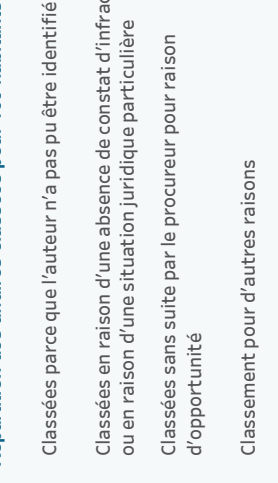 Classées parce que l'auteur n'a pas pu être identifié
Classées en raison d'une absence de constat
ou en raison d'une situation juridique particulière
Classées sans suite par le procureur pour raison
d'opportunité
Classement pour d'autres raisons